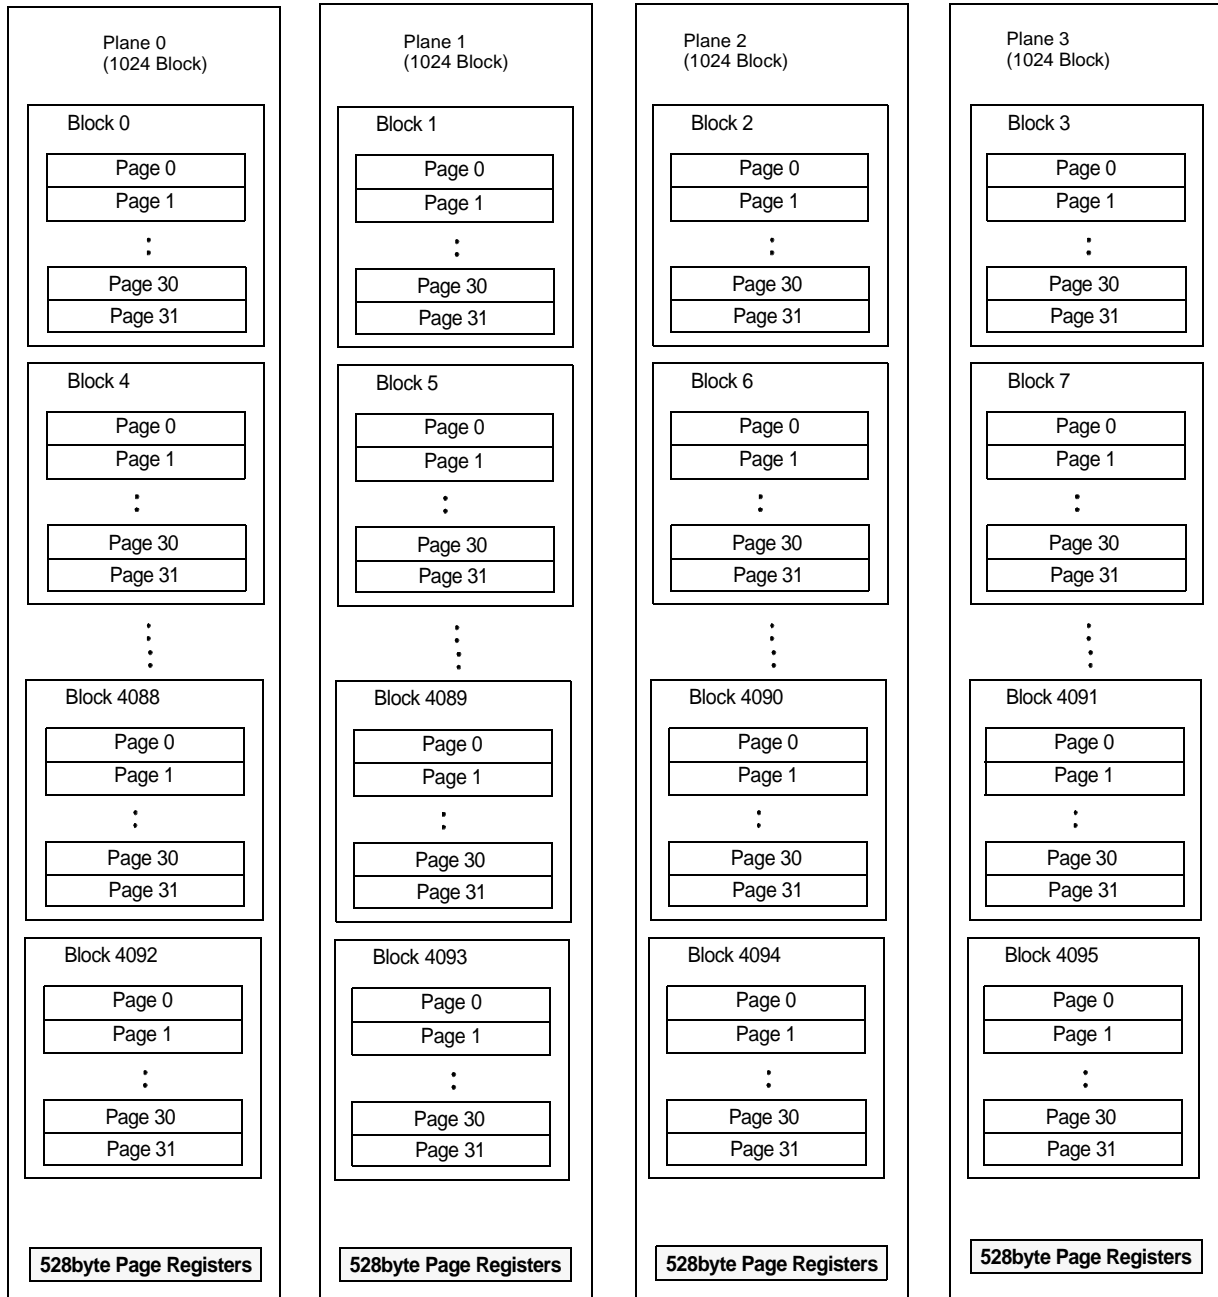 Plane 0
(1024 Block)
Block 0
Page 0
Page 1
Page 30
Page 31
Block 4
Page 0
Page 1
Page 30
Page 31
Block 4088
Page 0
Page 1
Page 30
Page 31
Block 4092
Page 0
Page 1
Page 30
Page 31
528byte Page Registers
Plane 1
(1024 Block)
Block 1
Page 0
Page 1
Page 30
Page 31
Block 5
Page 0
Page 1
Page 30
Page 31
Block 4089
Page 0
Page 1
Page 30
Page 31
Block 4093
Page 0
Page 1
Page 30
Page 31
528byte Page Registers
Plane 2
(1024 Block)
Block 2
Page 0
Page 1
Page 30
Page 31
Block 6
Page 0
Page 1
Page 30
Page 31
Block 4090
Page 0
Page 1
Page 30
Page 31
Block 4094
Page 0
Page 1
Page 30
Page 31
528byte Page Registers
Plane 3
(1024 Block)
Block 3
Page 0
Page 1
Page 30
Page 31
Block 7
Page 0
Page 1
Page 30
Page 31
Block 4091
Page 0
Page 1
Page 30
Page 31
Block 4095
Page 0
Page 1
Page 30
Page 31
528byte Page Registers